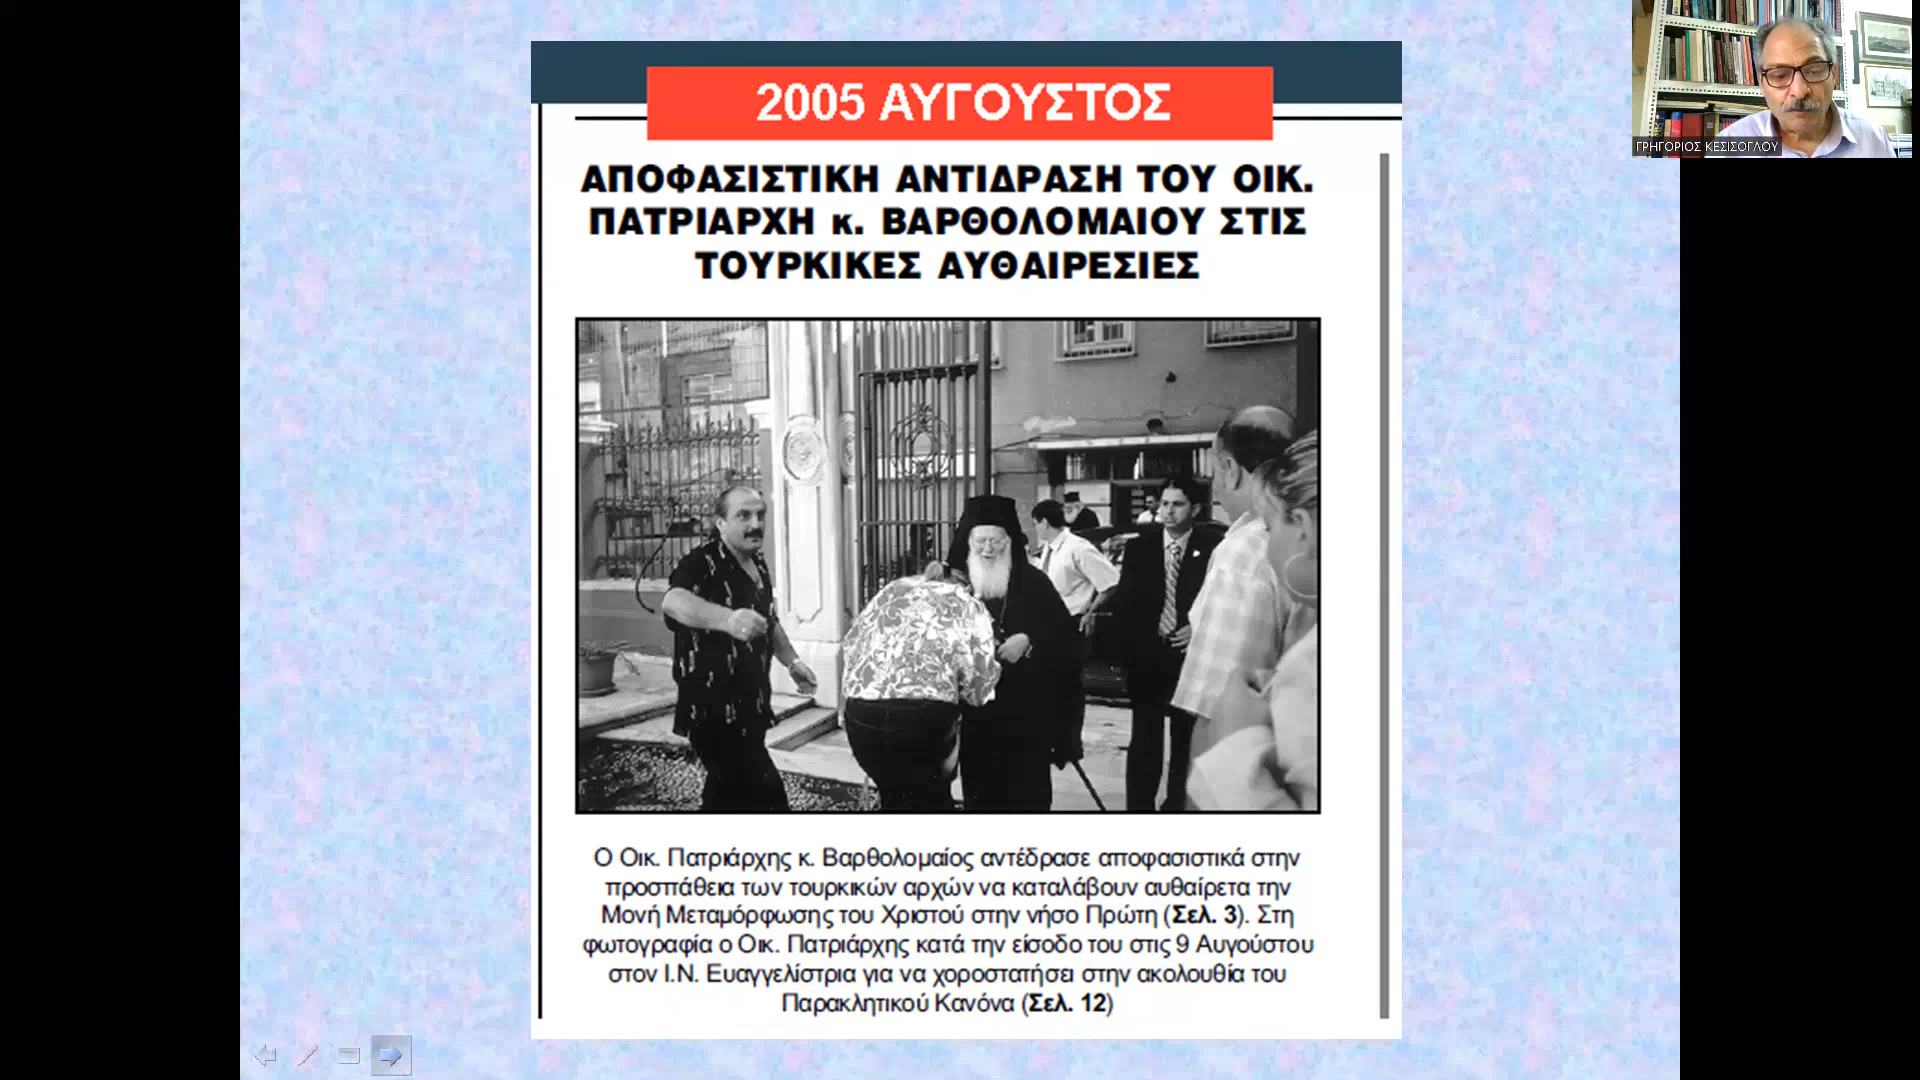 2005 ΑΥΓΟΥΣΤΟΣ
ΑΠΟΦΑΣΙΣΤΙΚΗ ΑΝΤΙΔΡΑΣΗ ΤΟΥ ΟΙΚ.
ΠΑΤΡΙΑΡΧΗ κ. ΒΑΡΘΟΛΟΜΑΙΟΥ ΣΤΙΣ
ΤΟΥΡΚΙΚΕΣ ΑΥΘΑΙΡΕΣΙΕΣ
Ο Οικ. Πατριάρχης κ. Βαρθολομαίος αντέδρασε αποφασιστικά στην
προσπάθεια των τουρκικών αρχών να καταλάβουν αυθαίρετα την
Μονή Μεταμόρφωσης του Χριστού στην νήσο Πρώτη (Σελ. 3). Στη
φωτογραφία ο Οικ. Πατριάρχης κατά την είσοδο του στις 9 Αυγούστου
στον Ι.Ν. Ευαγγελίστρια για να χοροστατήσει στην ακολουθία του
Παρακλητικού Κανόνα (Σελ. 12)
ΓΡΗΓΟΡΙΟΣ ΚΕΣΙΣΟΓΛΟΥ